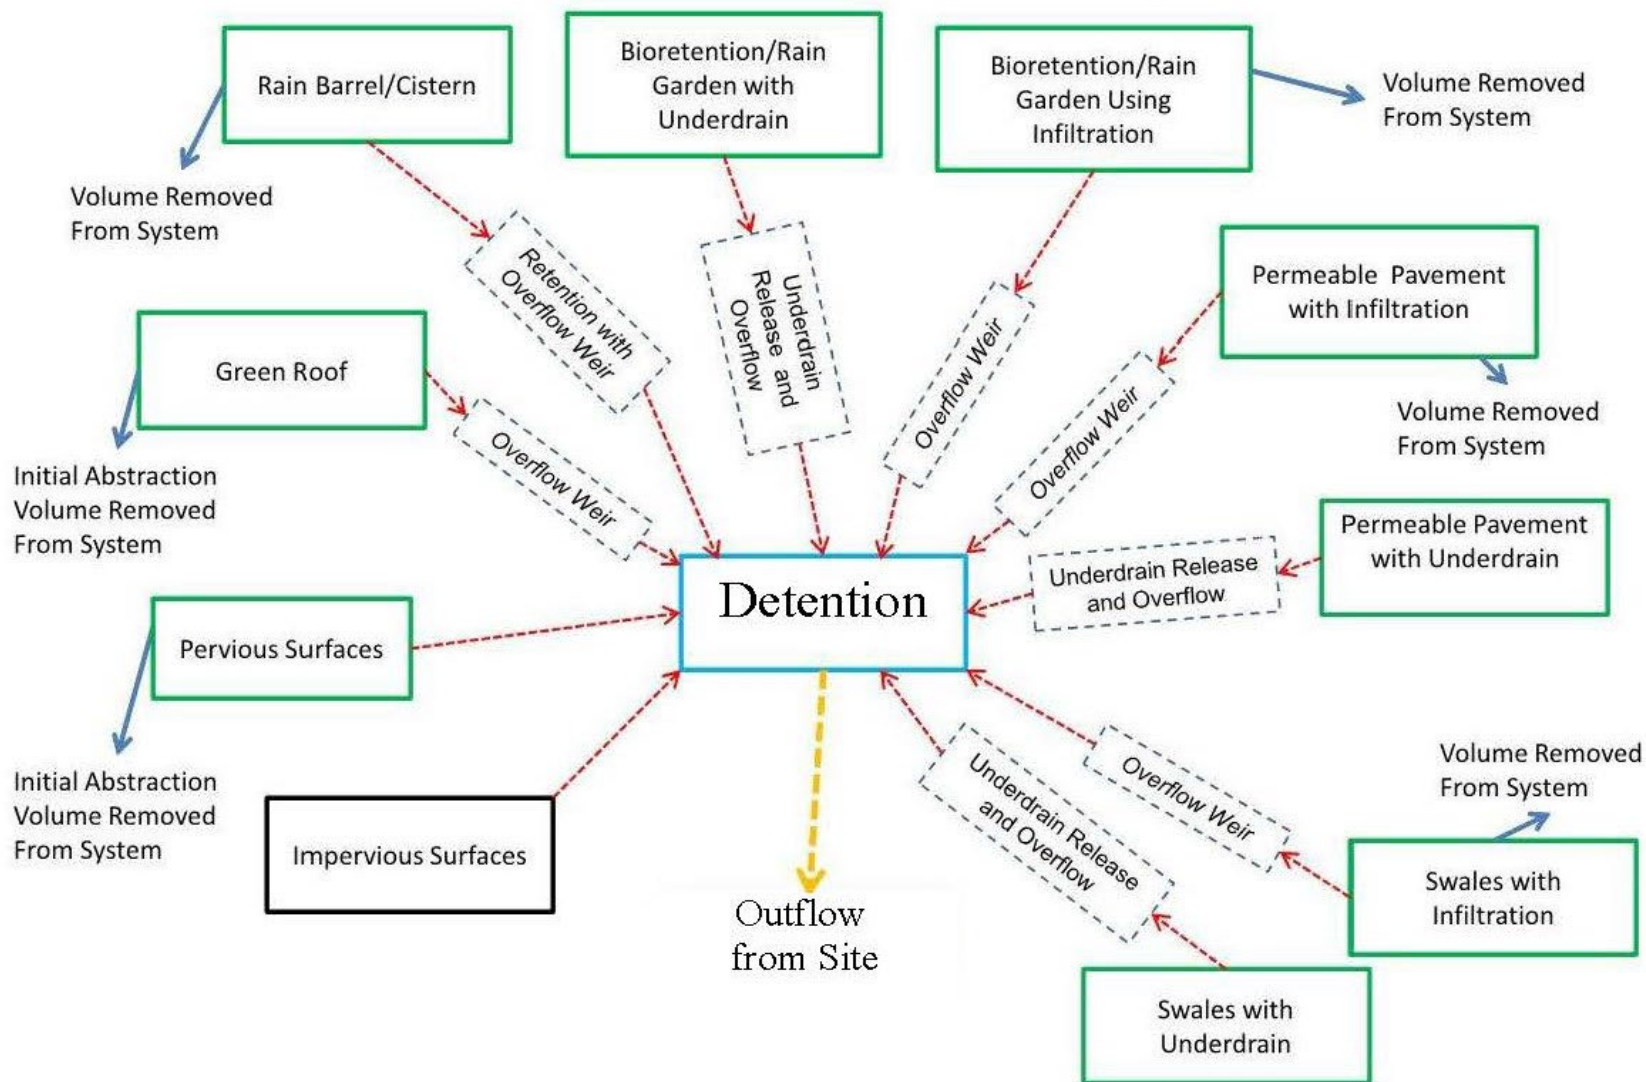 Rain Barrel/Cistern
Bioretention/Rain
Garden with
Underdrain
Bioretention/Rain
Garden Using
Infiltration
Volume Removed
From System
Volume Removed
From System
Retention with
Overflow Weir
Underdrain
Release and
Overflow
Overflow Weir
Permeable Pavement
with Infiltration
Overflow Weir
Volume Removed
From System
Green Roof
Overflow Weir
Initial Abstraction
Volume Removed
From System
Permeable Pavement
with Underdrain
Underdrain Release
and Overflow
Detention
Pervious Surfaces
Initial Abstraction
Volume Removed
From System
Impervious Surfaces
Underdrain Release
and Overflow
Overflow Weir
Volume Removed
From System
Swales with
Infiltration
Outflow
from Site
Swales with
Underdrain